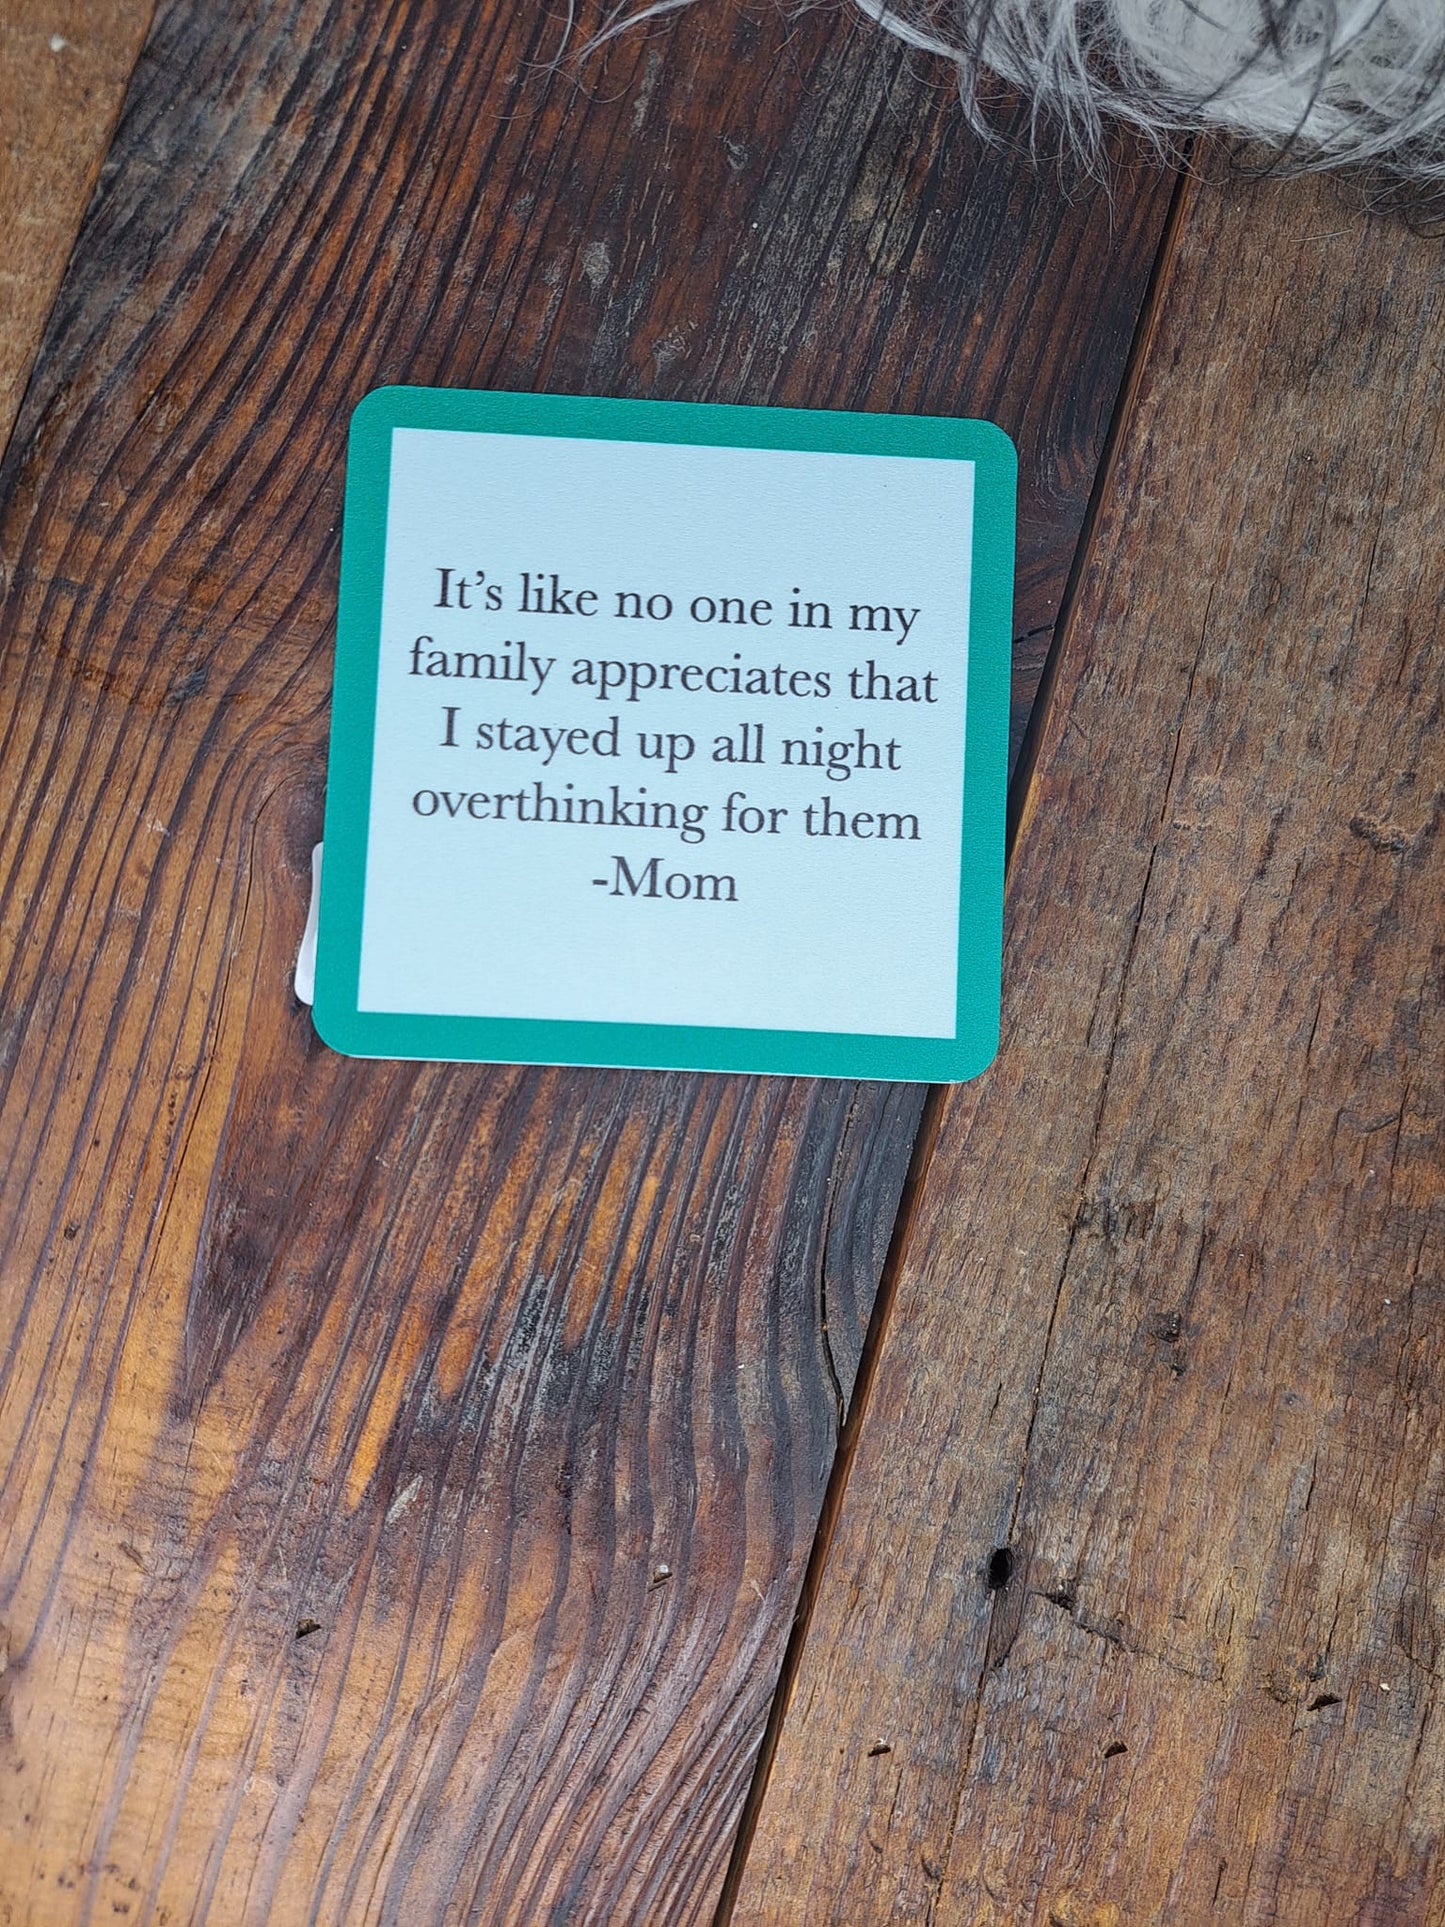 It’s like no one in my
family appreciates that
I stayed up all night
overthinking for them
-Mom